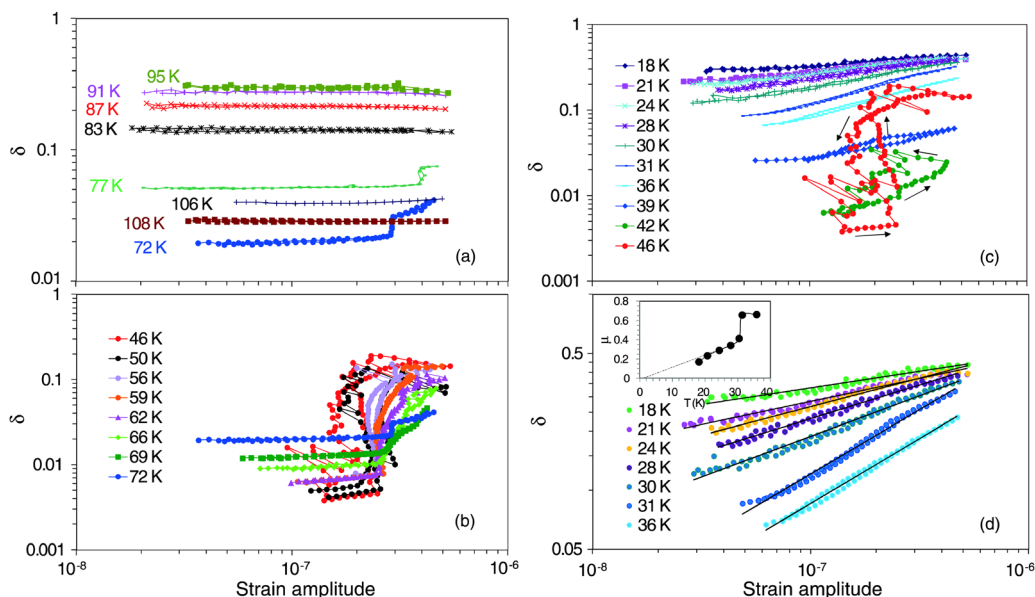 1
0.1
0.01
δ
95 K
91 K
87 K
83 K
77 K
106 K
108 K
72 K
(a)
1
0.1
0.01
0.001
δ
46 K
50 K
56 K
59 K
62 K
66 K
69 K
72 K
(b)
10-8
10-7
10-6
Strain amplitude
1
0.1
0.01
0.001
δ
18 K
21 K
24 K
28 K
30 K
31 K
36 K
39 K
42 K
46 K
(c)
0.5
0.05
δ
0.8
0.6
0.4
0.2
0
μ
0
10
20
30
40
T (K)
18 K
21 K
24 K
28 K
30 K
31 K
36 K
(d)
10-8
10-7
10-6
Strain amplitude